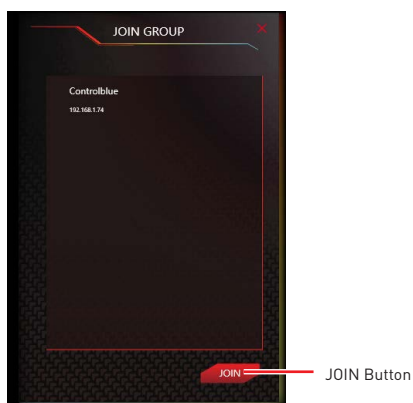 JOIN GROUP
Controlblue
192.168.1.74
JOIN
JOIN Button